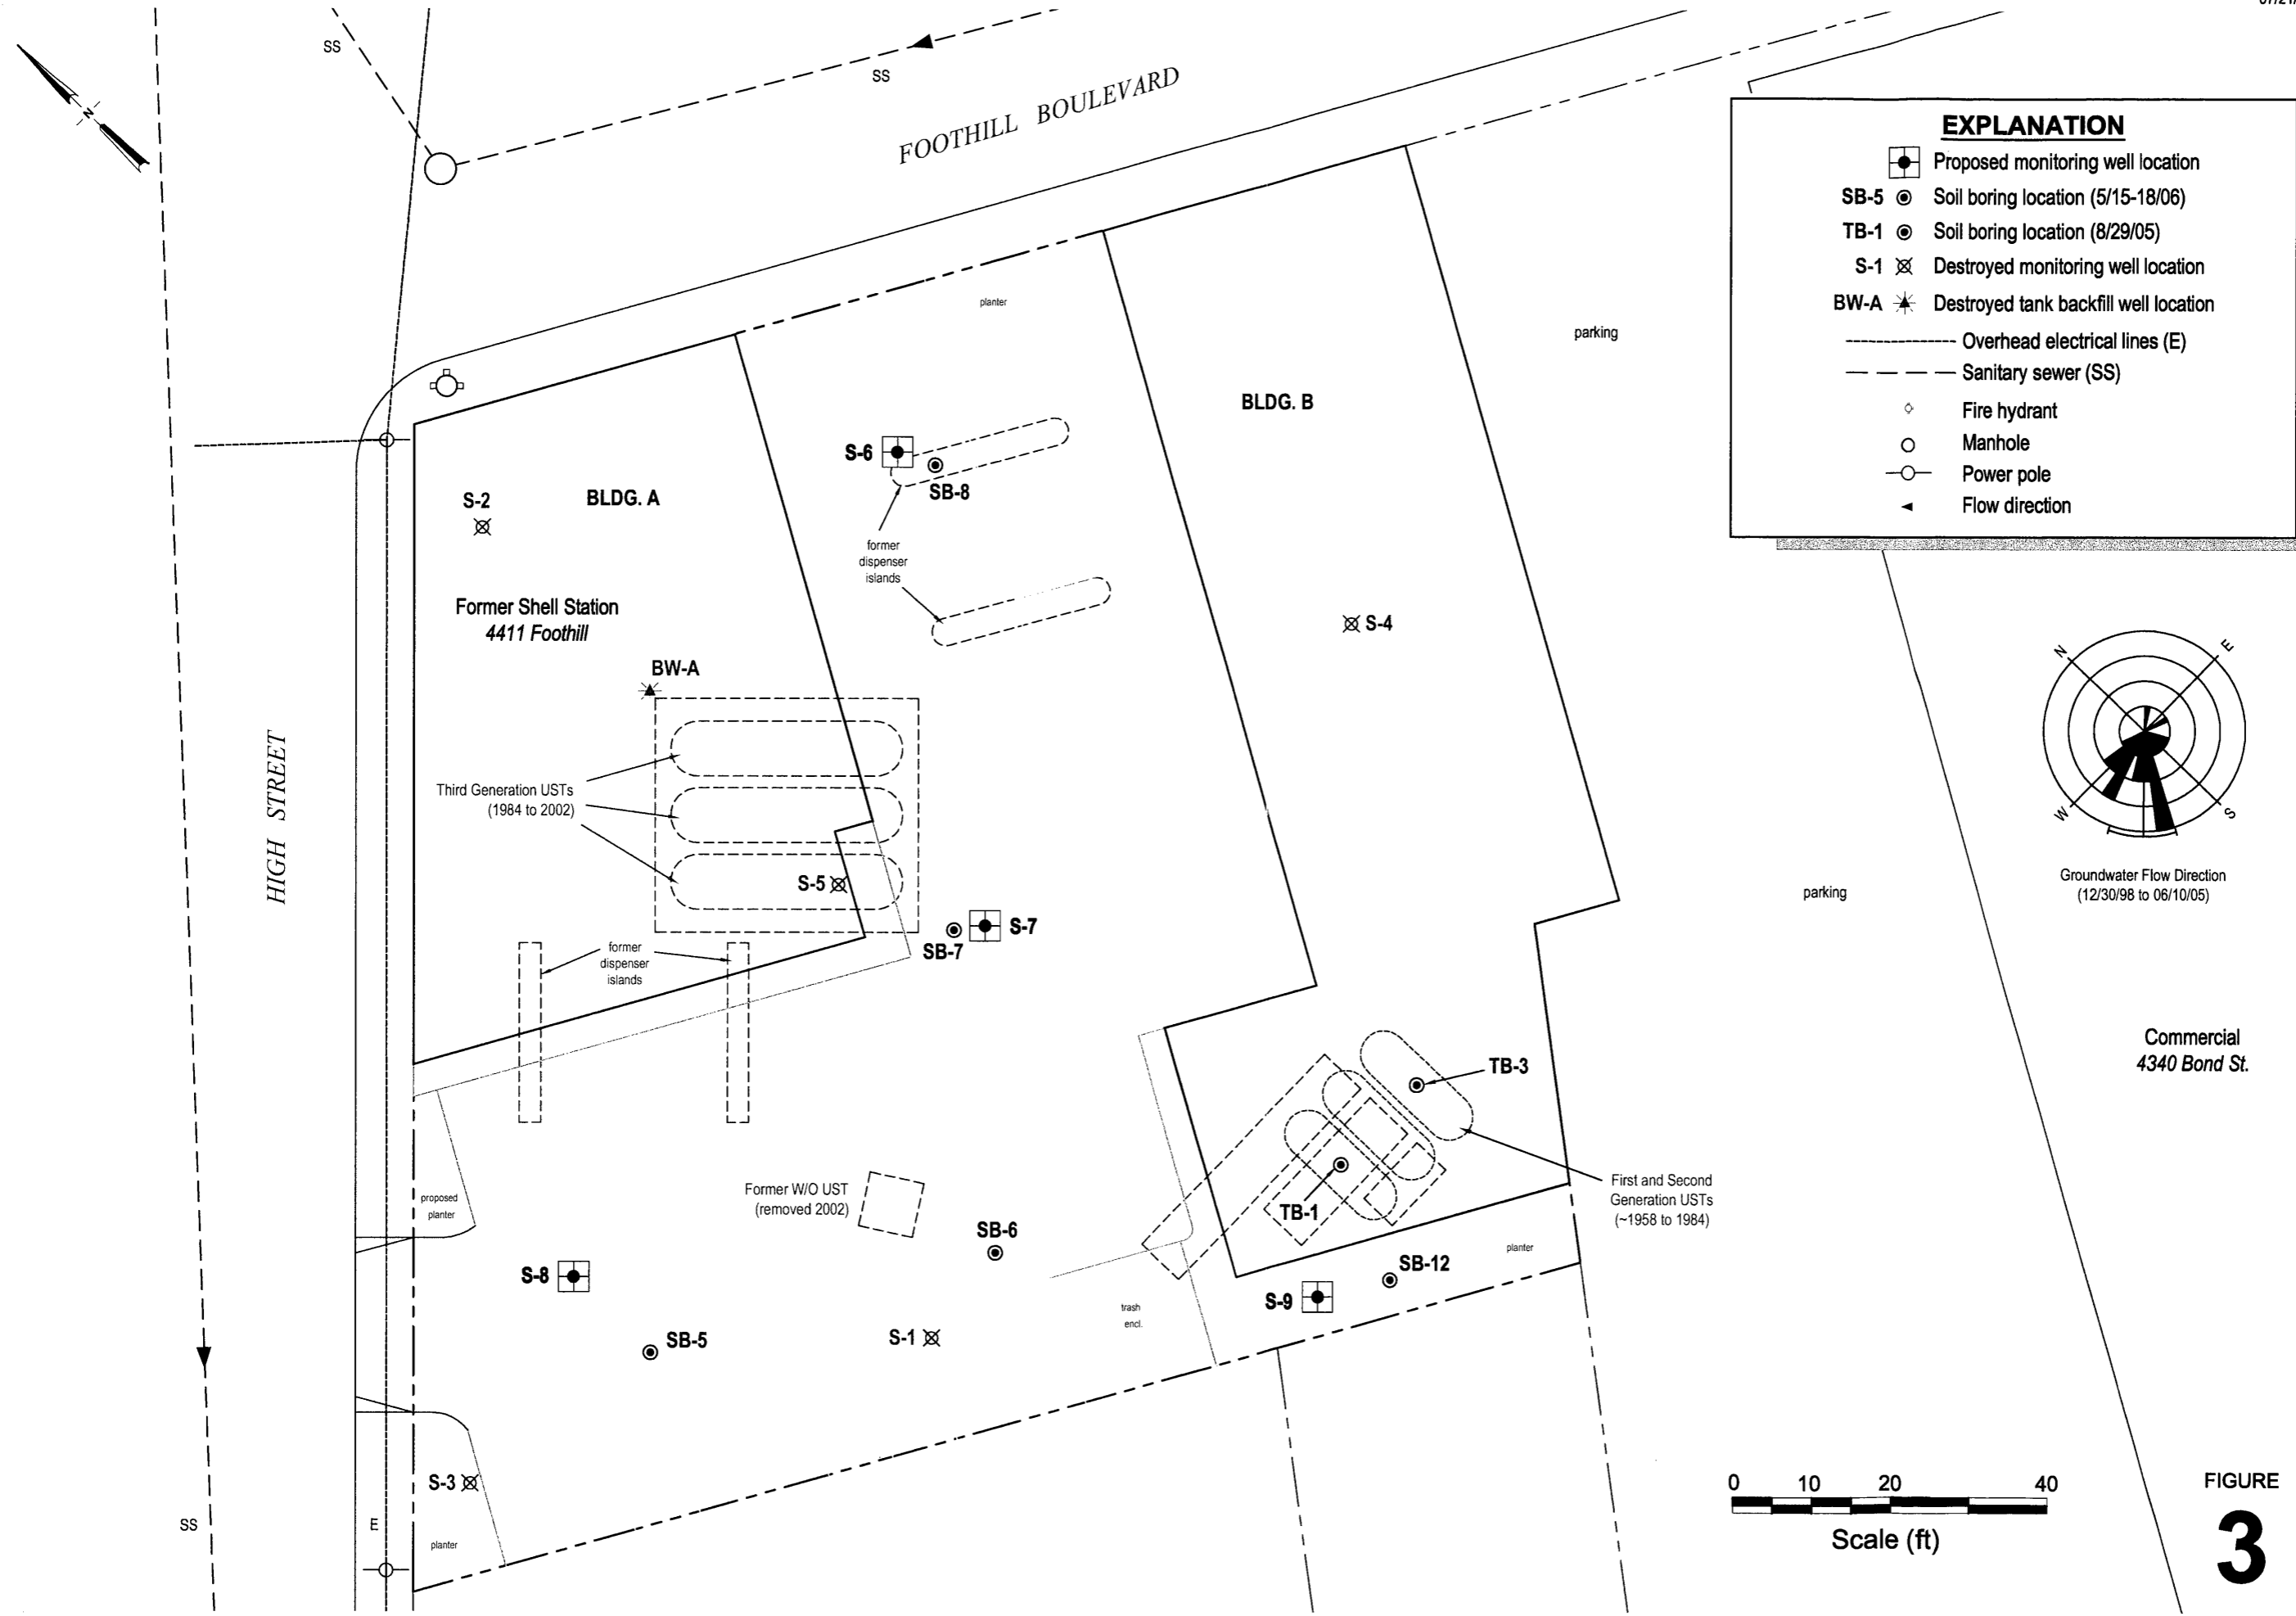 SS
SS
FOOTHILL BOULEVARD
N
EXPLANATION
Proposed monitoring well location
SB-5 Soil boring location (5/15-18/06)
TB-1 Soil boring location (8/29/05)
S-1 Destroyed monitoring well location
BW-A Destroyed tank backfill well location
Overhead electrical lines (E)
Sanitary sewer (SS)
Fire hydrant
Manhole
Power pole
Flow direction
planter
parking
BLDG. B
S-6
SB-8
S-2
BLDG. A
former
dispenser
islands
Former Shell Station
4411 Foothill
S-4
BW-A
N
E
W
S
Groundwater Flow Direction
(12/30/98 to 06/10/05)
HIGH STREET
Third Generation USTs
(1984 to 2002)
S-5
parking
S-7
SB-7
former
dispenser
islands
Commercial
4340 Bond St.
TB-3
proposed
planter
Former W/O UST
(removed 2002)
First and Second
Generation USTs
(~1958 to 1984)
TB-1
SB-6
planter
SB-12
S-8
S-9
trash
encl.
SB-5
S-1
S-3
SS
E
planter
0 10 20 40
Scale (ft)
FIGURE
3